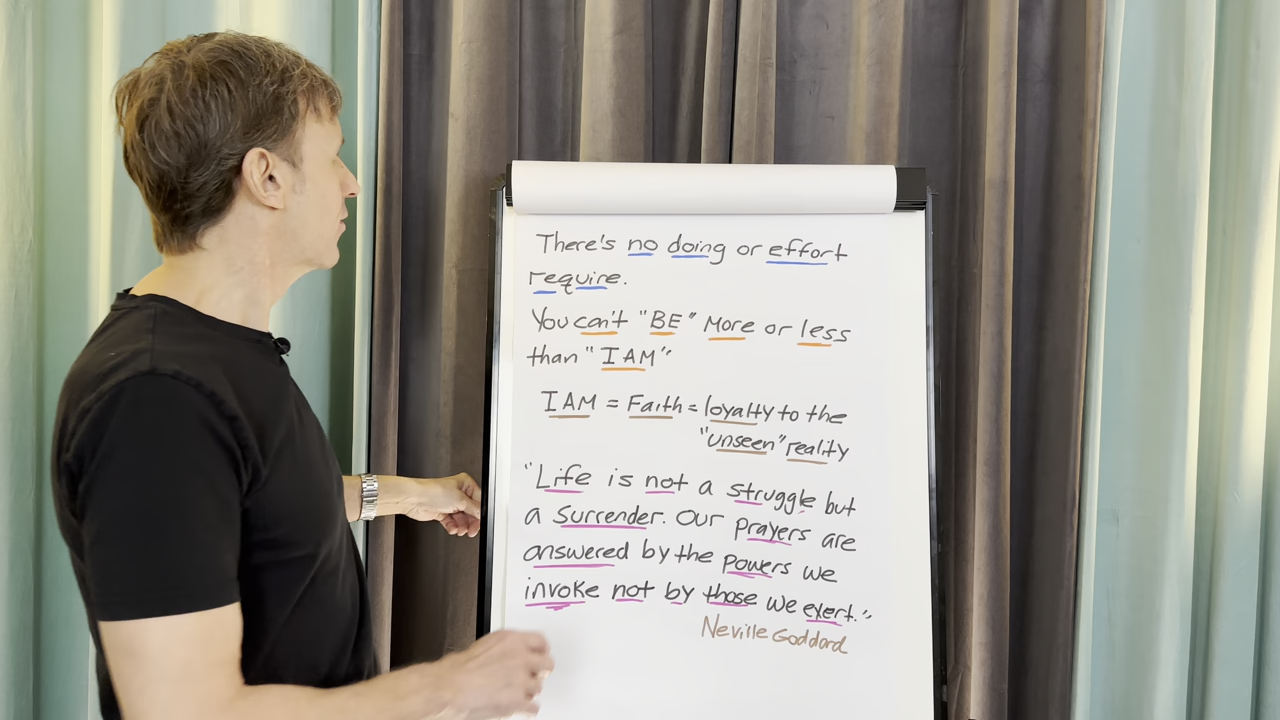 There's no doing or effort
require.
You can't "BE" More or less
than "I AM"
I AM = Faith = loyalty to the
"unseen" reality
"Life is not a struggle but
a Surrender. Our Prayers are
answered by the Powers we
invoke not by those we exert."
Neville Goddard